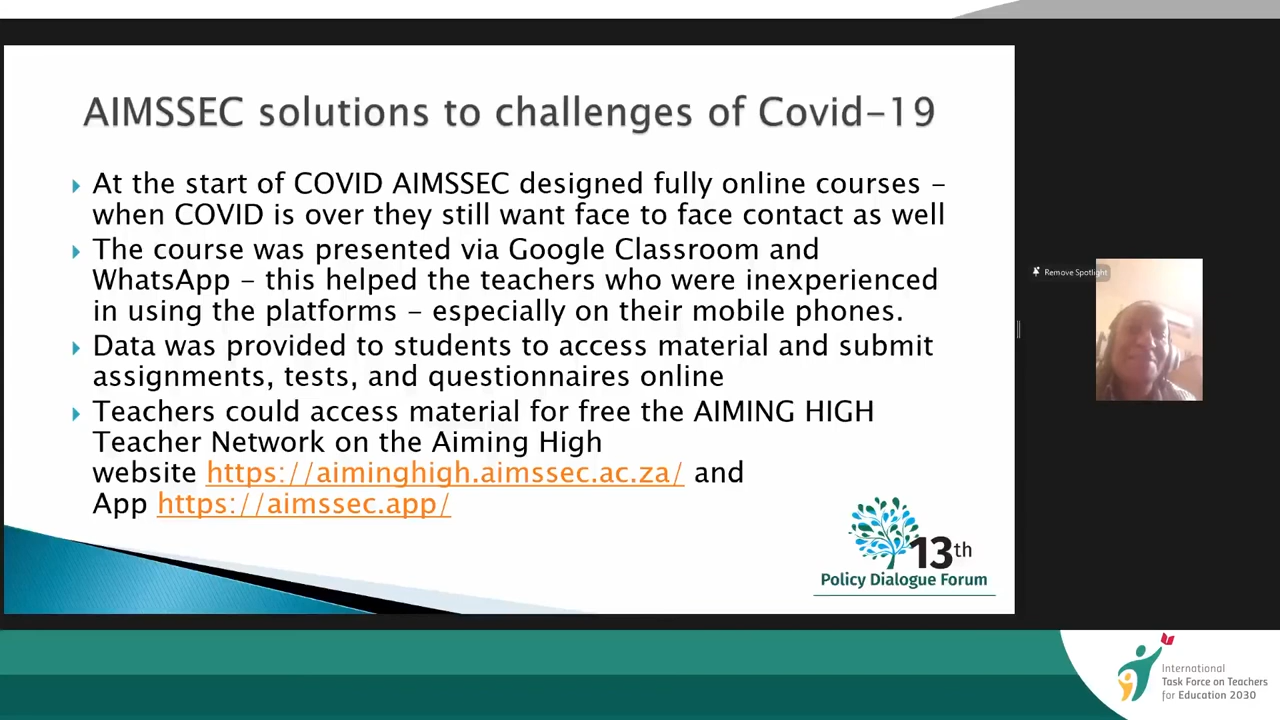 AIMSSEC solutions to challenges of Covid-19
At the start of COVID AIMSSEC designed fully online courses –
when COVID is over they still want face to face contact as well
The course was presented via Google Classroom and
WhatsApp – this helped the teachers who were inexperienced
in using the platforms – especially on their mobile phones.
Data was provided to students to access material and submit
assignments, tests, and questionnaires online
Teachers could access material for free the AIMING HIGH
Teacher Network on the Aiming High
website https://aiminghigh.aimssec.ac.za/ and
App https://aimssec.app/
13th
Policy Dialogue Forum
Remove Spotlight
International
Task Force on Teachers
for Education 2030